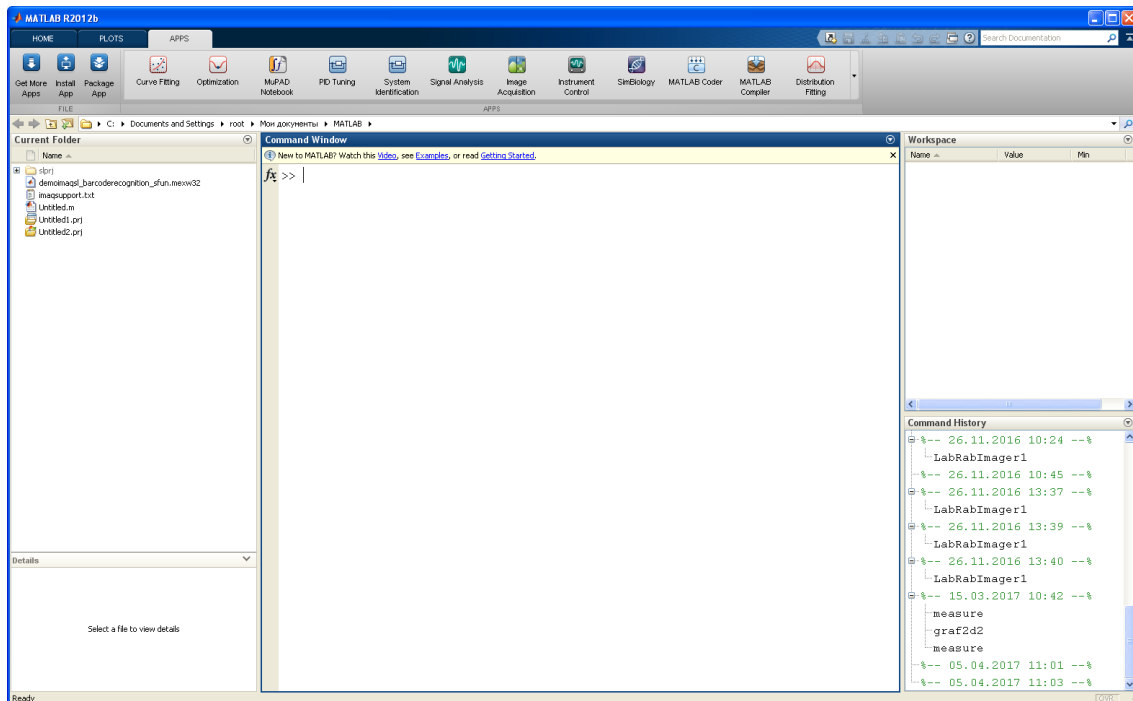 MATLAB R2012b
HOME PLOTS APPS
Search Documentation
Get More Apps
Install App
Package App
Curve Fitting
Optimization
MuPAD Notebook
PID Tuning
System Identification
Signal Analysis
Image Acquisition
Instrument Control
SimBiology
MATLAB Coder
MATLAB Compiler
Distribution Fitting
FILE APPS
C: Documents and Settings root Мои документы MATLAB
Current Folder
Name
slprj
demoimaqsl_barcoderecognition_sfun.mexw32
imaqsupport.txt
Untitled.m
Untitled1.prj
Untitled2.prj
Details
Select a file to view details
Command Window
New to MATLAB? Watch this Video, see Examples, or read Getting Started.
fx >>
Workspace
Name Value Min
Command History
%-- 26.11.2016 10:24 --%
LabRabImager1
%-- 26.11.2016 10:45 --%
%-- 26.11.2016 13:37 --%
LabRabImager1
%-- 26.11.2016 13:39 --%
LabRabImager1
%-- 26.11.2016 13:40 --%
LabRabImager1
%-- 15.03.2017 10:42 --%
measure
graf2d2
measure
%-- 05.04.2017 11:01 --%
%-- 05.04.2017 11:03 --%
Ready
OVR